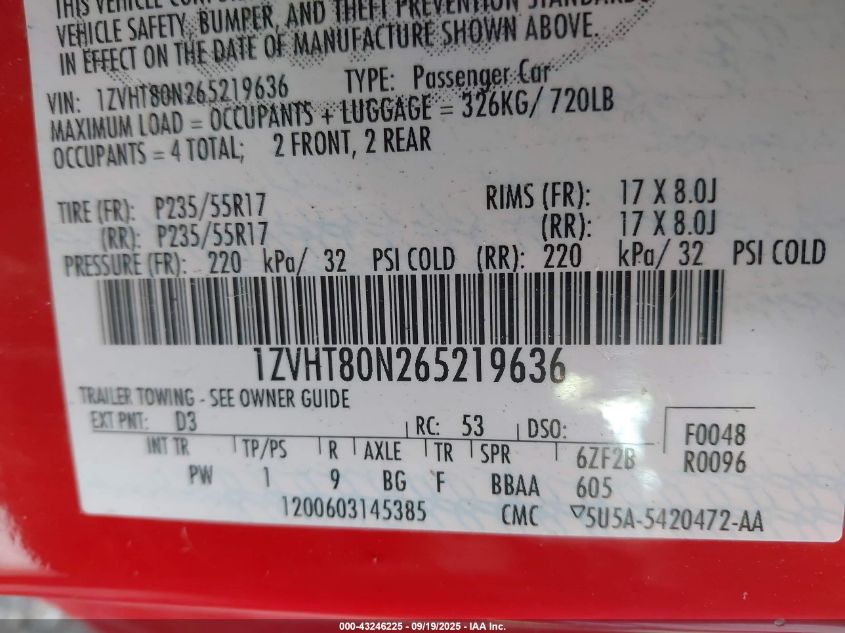 THIS VEHICLE
VEHICLE SAFETY, BUMPER, AND THEFT PREVENTION STANDARDS
IN EFFECT ON THE DATE OF MANUFACTURE SHOWN ABOVE.
VIN: 1ZVHT80N265219636 TYPE: Passenger Car
MAXIMUM LOAD = OCCUPANTS + LUGGAGE = 326KG/ 720LB
OCCUPANTS = 4 TOTAL; 2 FRONT, 2 REAR
TIRE (FR): P235/55R17 RIMS (FR): 17 X 8.0J
(RR): P235/55R17 (RR): 17 X 8.0J
PRESSURE (FR): 220 kPa/ 32 PSI COLD (RR): 220 kPa/ 32 PSI COLD
1ZVHT80N265219636
TRAILER TOWING - SEE OWNER GUIDE
EXT PNT: D3 RC: 53 DSO: F0048
INT TR TP/PS R AXLE TR SPR 6ZF2B R0096
PW 1 9 BG F BBAA 605
1200603145385 CMC 5U5A-5420472-AA
000-43246225 - 09/19/2025 - IAA Inc.